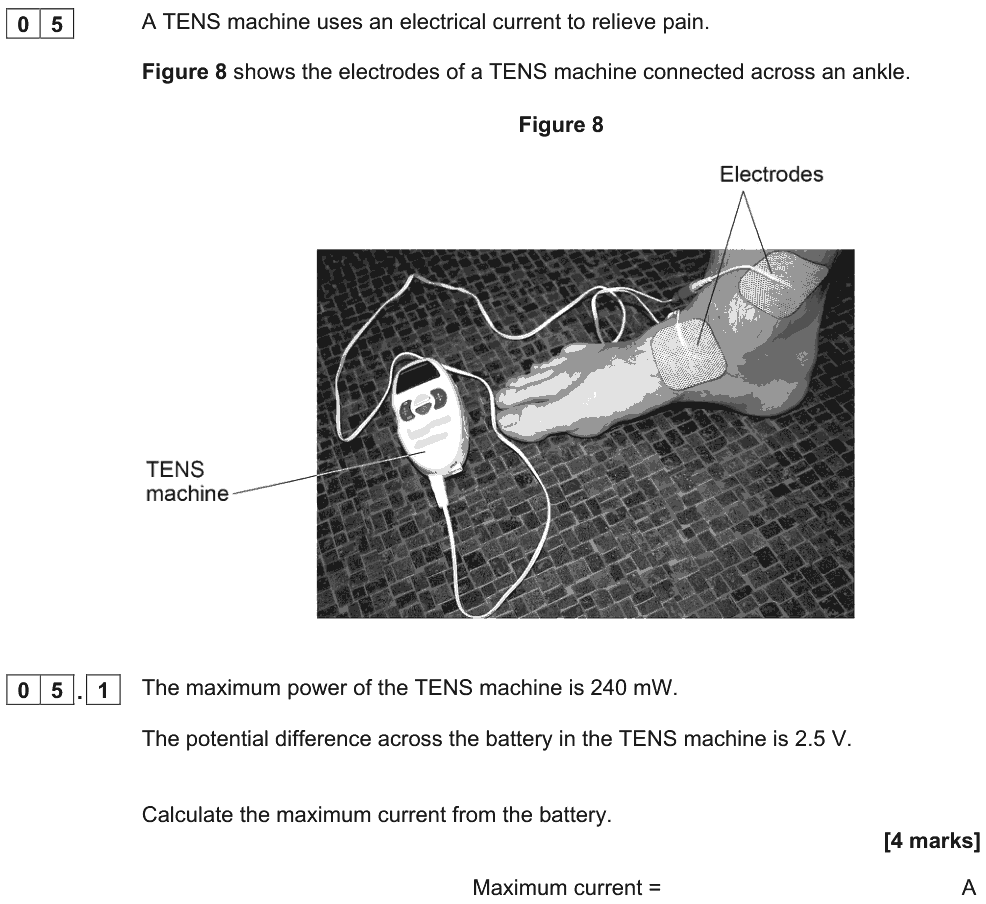 0 5 A TENS machine uses an electrical current to relieve pain.
Figure 8 shows the electrodes of a TENS machine connected across an ankle.
Figure 8
Electrodes
TENS
machine
0 5 . 1 The maximum power of the TENS machine is 240 mW.
The potential difference across the battery in the TENS machine is 2.5 V.
Calculate the maximum current from the battery.
[4 marks]
Maximum current = A